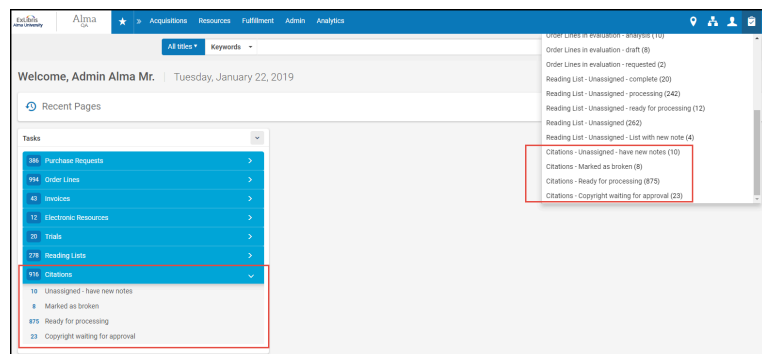 ExLibris
Alma University
Alma
QA
» Acquisitions Resources Fulfillment Admin Analytics
All titles Keywords
Order Lines in evaluation - analysis (10)
Order Lines in evaluation - draft (8)
Order Lines in evaluation - requested (2)
Reading List - Unassigned - complete (20)
Reading List - Unassigned - processing (242)
Reading List - Unassigned - ready for processing (12)
Reading List - Unassigned (262)
Reading List - Unassigned - List with new note (4)
Citations - Unassigned - have new notes (10)
Citations - Marked as broken (8)
Citations - Ready for processing (875)
Citations - Copyright waiting for approval (23)
Welcome, Admin Alma Mr. Tuesday, January 22, 2019
Recent Pages
Tasks
386 Purchase Requests
994 Order Lines
43 Invoices
12 Electronic Resources
20 Trials
278 Reading Lists
916 Citations
10 Unassigned - have new notes
8 Marked as broken
875 Ready for processing
23 Copyright waiting for approval